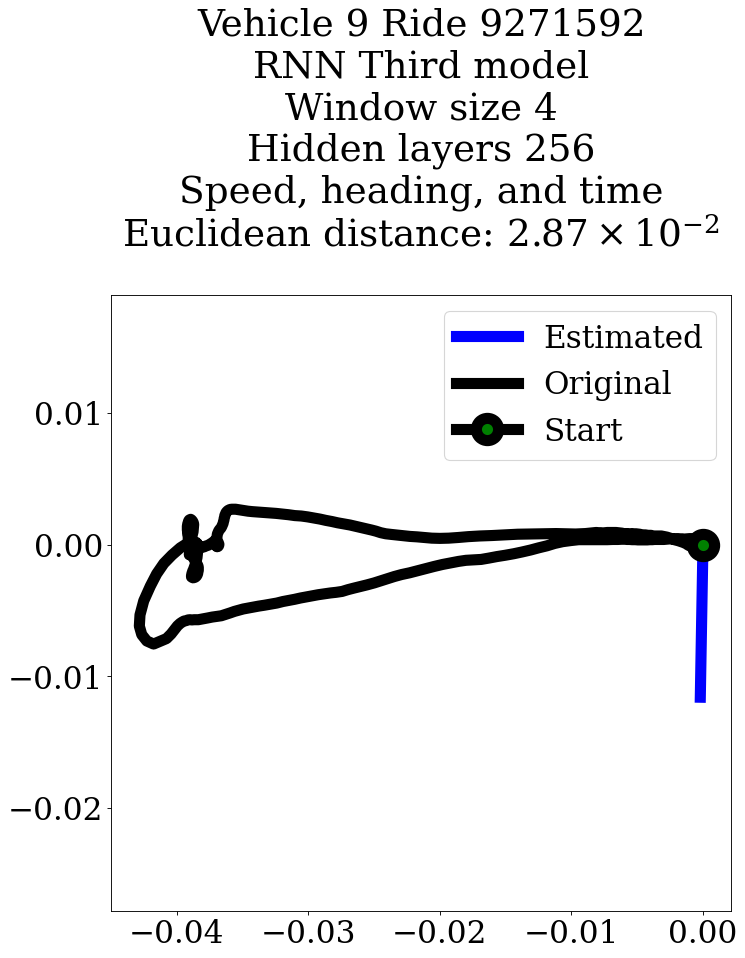 Vehicle 9 Ride 9271592
RNN Third model
Window size 4
Hidden layers 256
Speed, heading, and time
Euclidean distance: 2.87 × 10⁻²
Estimated
Original
Start
0.01
0.00
−0.01
−0.02
−0.04 −0.03 −0.02 −0.01 0.00